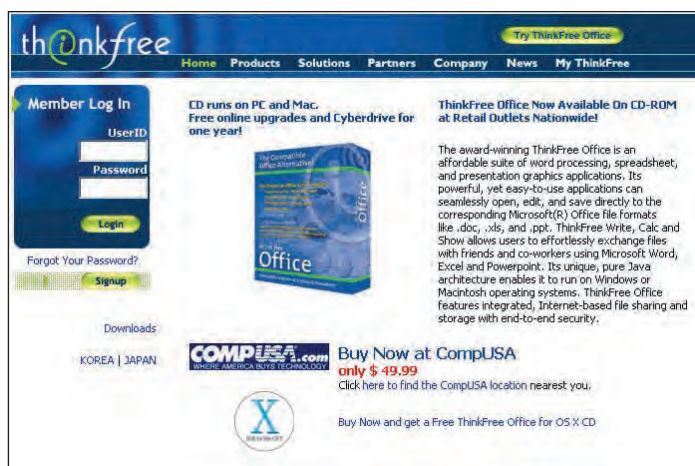 thinkfree
Try ThinkFree Office
Home Products Solutions Partners Company News My ThinkFree
Member Log In
UserID
Password
Login
Forgot Your Password?
Signup
Downloads
KOREA | JAPAN
CD runs on PC and Mac.
Free online upgrades and Cyberdrive for
one year!
The Compatible
Office Alternative!
Office
Office
ThinkFree Office Now Available On CD-ROM
at Retail Outlets Nationwide!
The award-winning ThinkFree Office is an
affordable suite of word processing, spreadsheet,
and presentation graphics applications. Its
powerful, yet easy-to-use applications can
seamlessly open, edit, and save directly to the
corresponding Microsoft(R) Office file formats
like .doc, .xls, and .ppt. ThinkFree Write, Calc and
Show allows users to effortlessly exchange files
with friends and co-workers using Microsoft Word,
Excel and Powerpoint. Its unique, pure Java
architecture enables it to run on Windows or
Macintosh operating systems. ThinkFree Office
features integrated, Internet-based file sharing and
storage with end-to-end security.
COMPUSA.com
WHERE AMERICA BUYS TECHNOLOGY
Buy Now at CompUSA
only $ 49.99
Click here to find the CompUSA location nearest you.
X
Buy Now and get a Free ThinkFree Office for OS X CD